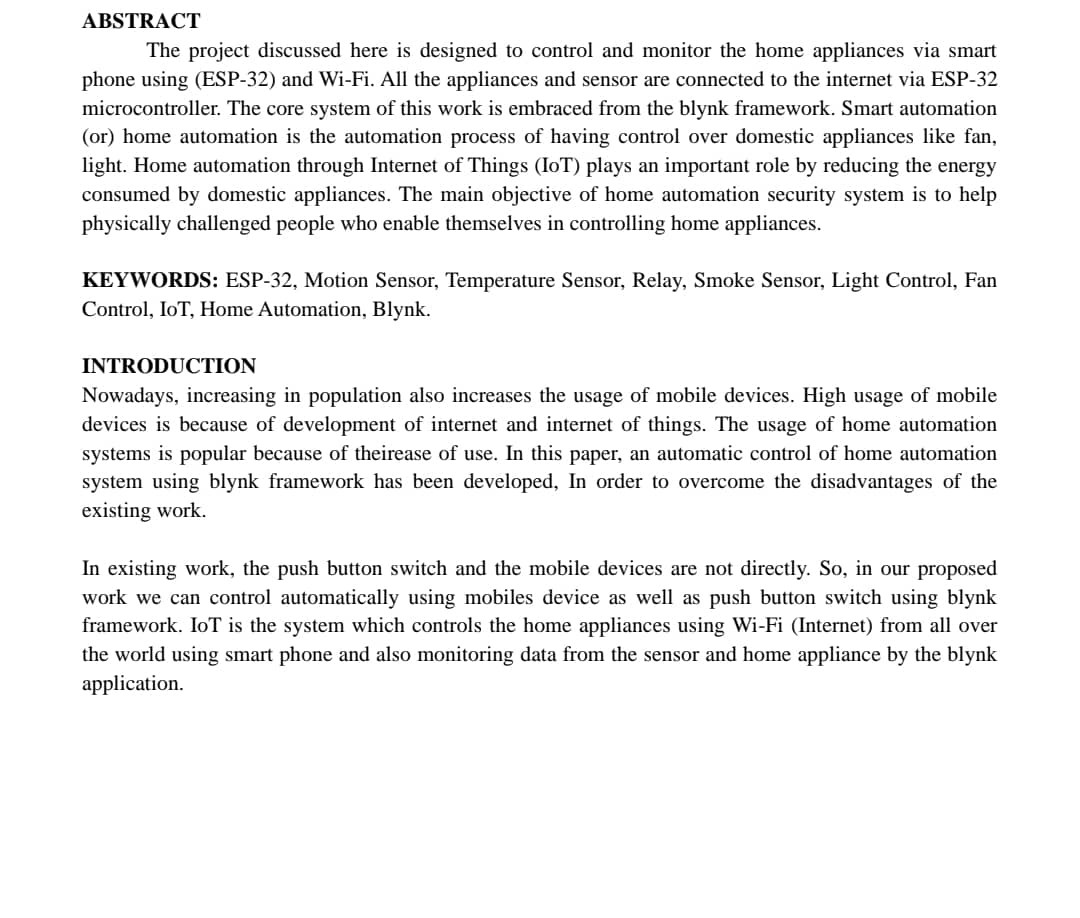 ABSTRACT
The project discussed here is designed to control and monitor the home appliances via smart
phone using (ESP-32) and Wi-Fi. All the appliances and sensor are connected to the internet via ESP-32
microcontroller. The core system of this work is embraced from the blynk framework. Smart automation
(or) home automation is the automation process of having control over domestic appliances like fan,
light. Home automation through Internet of Things (IoT) plays an important role by reducing the energy
consumed by domestic appliances. The main objective of home automation security system is to help
physically challenged people who enable themselves in controlling home appliances.
KEYWORDS: ESP-32, Motion Sensor, Temperature Sensor, Relay, Smoke Sensor, Light Control, Fan
Control, IoT, Home Automation, Blynk.
INTRODUCTION
Nowadays, increasing in population also increases the usage of mobile devices. High usage of mobile
devices is because of development of internet and internet of things. The usage of home automation
systems is popular because of theirease of use. In this paper, an automatic control of home automation
system using blynk framework has been developed, In order to overcome the disadvantages of the
existing work.
In existing work, the push button switch and the mobile devices are not directly. So, in our proposed
work we can control automatically using mobiles device as well as push button switch using blynk
framework. IoT is the system which controls the home appliances using Wi-Fi (Internet) from all over
the world using smart phone and also monitoring data from the sensor and home appliance by the blynk
application.